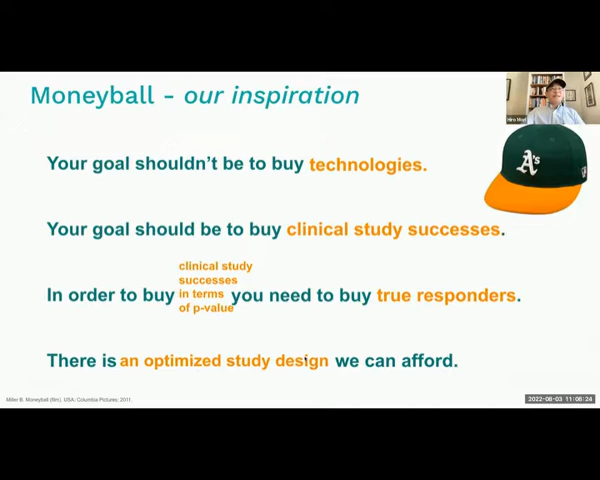 Moneyball - our inspiration
Your goal shouldn't be to buy technologies.
Your goal should be to buy clinical study successes.
In order to buy clinical study successes in terms of p-value you need to buy true responders.
There is an optimized study design we can afford.
A's
Miller B. Moneyball (film). USA: Columbia Pictures; 2011.
2022-08-03 11:08:24